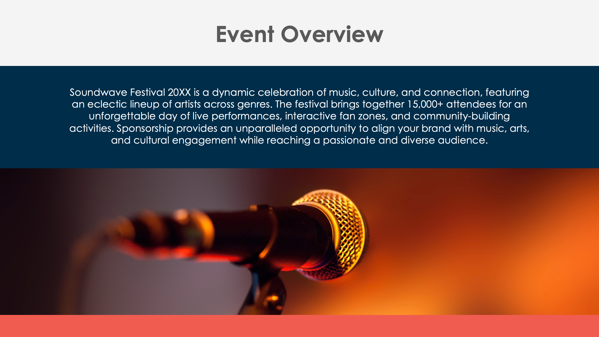 Event Overview
Soundwave Festival 20XX is a dynamic celebration of music, culture, and connection, featuring
an eclectic lineup of artists across genres. The festival brings together 15,000+ attendees for an
unforgettable day of live performances, interactive fan zones, and community-building
activities. Sponsorship provides an unparalleled opportunity to align your brand with music, arts,
and cultural engagement while reaching a passionate and diverse audience.